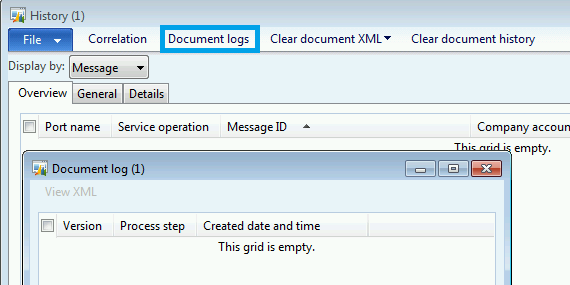 History (1)
File Correlation Document logs Clear document XML Clear document history
Display by: Message
Overview General Details
Port name Service operation Message ID Company accoun
This grid is empty.
Document log (1)
View XML
Version Process step Created date and time
This grid is empty.